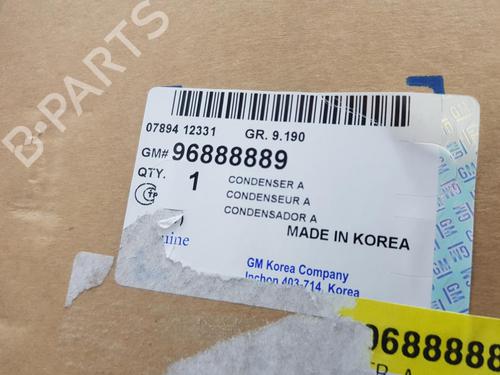 B-PARTS
07894 12331 GR. 9.190
GM# 96888889
QTY. 1 CONDENSER A
CONDENSEUR A
CONDENSADOR A
MADE IN KOREA
GM Korea Company
Inchon 403-714, Korea
GM